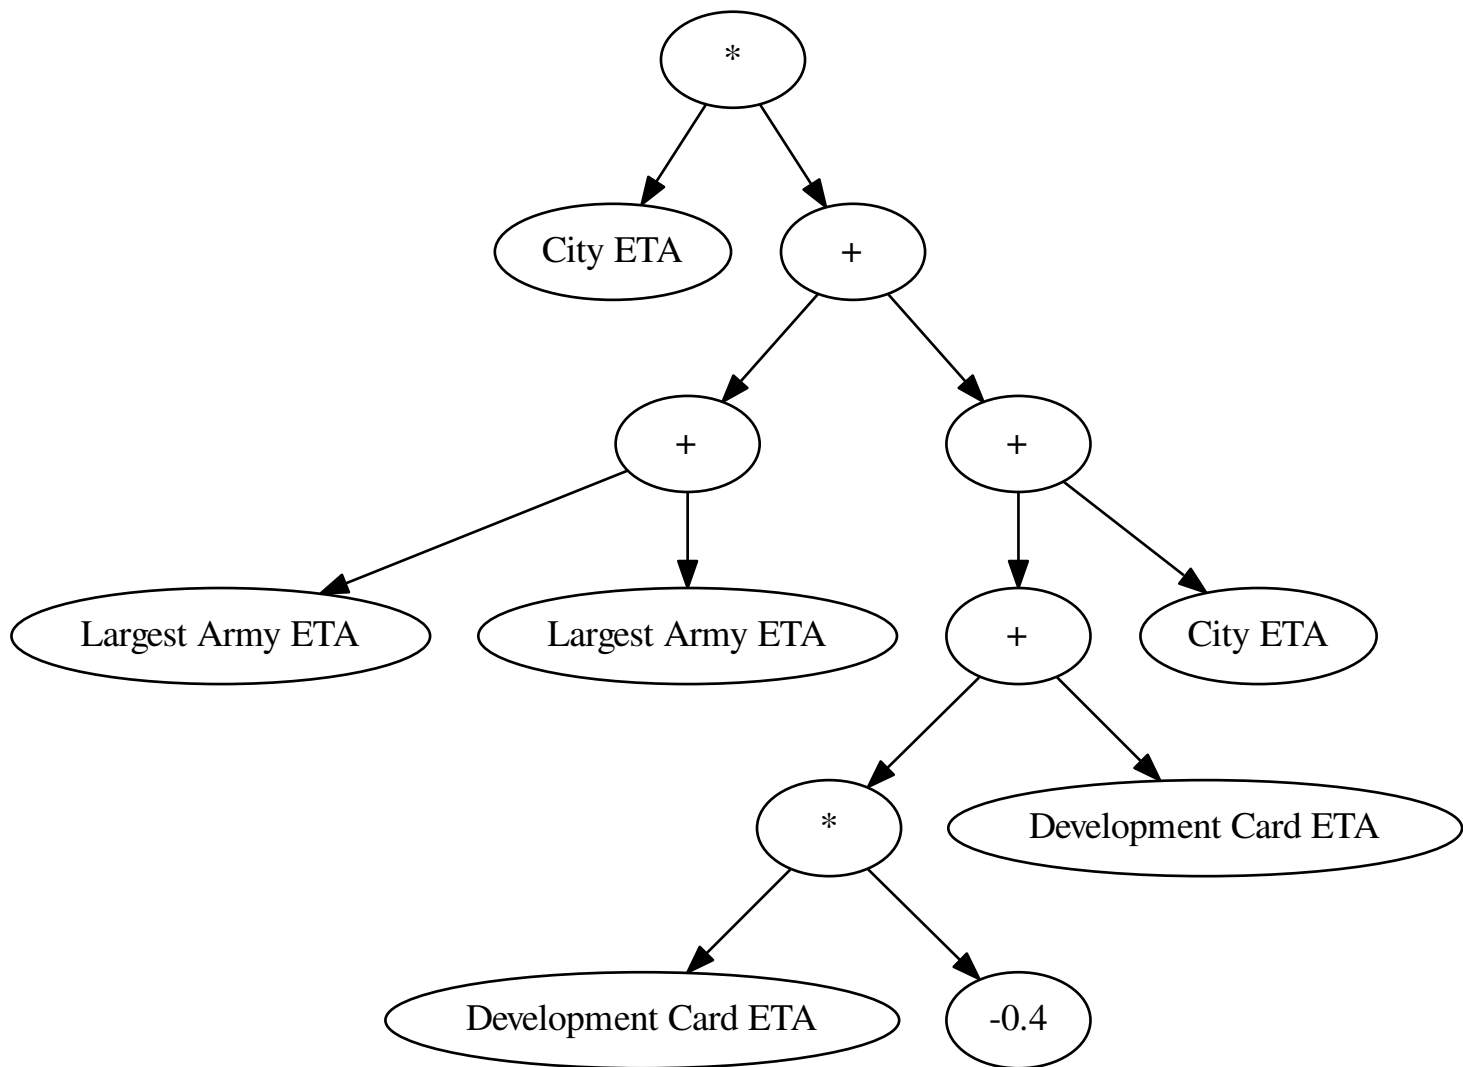 *
City ETA
+
+
+
Largest Army ETA
Largest Army ETA
+
City ETA
*
Development Card ETA
Development Card ETA
-0.4